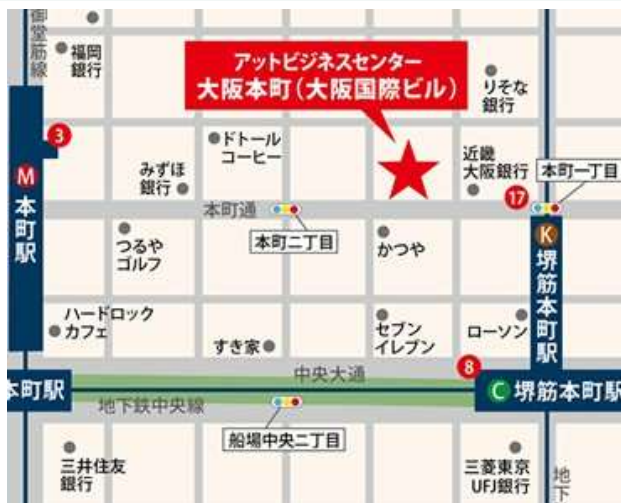 御堂筋線
福岡
銀行
アットビジネスセンター
大阪本町(大阪国際ビル)
りそな
銀行
3
ドトール
コーヒー
近畿
大阪銀行
本町一丁目
みずほ
銀行
M 本町駅
17
本町通
本町二丁目
つるや
ゴルフ
かつや
K 堺筋本町駅
ハードロック
カフェ
すき家
セブン
イレブン
ローソン
中央大通
8
本町駅
C 堺筋本町駅
地下鉄中央線
船場中央二丁目
三井住友
銀行
三菱東京
UFJ銀行
地下